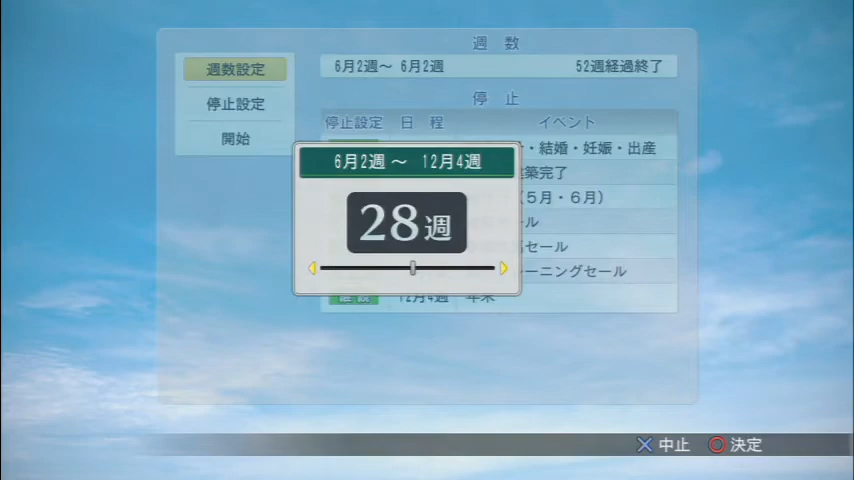 週 数
週数設定
6月2週～ 6月2週 52週経過終了
停止設定
停 止
開始
停止設定 日 程 イベント
・結婚・妊娠・出産
6月2週 ～ 12月4週
築完了
(5月・6月)
28週
ール
セール
ーニングセール
継続 12月4週 年末
中止 決定